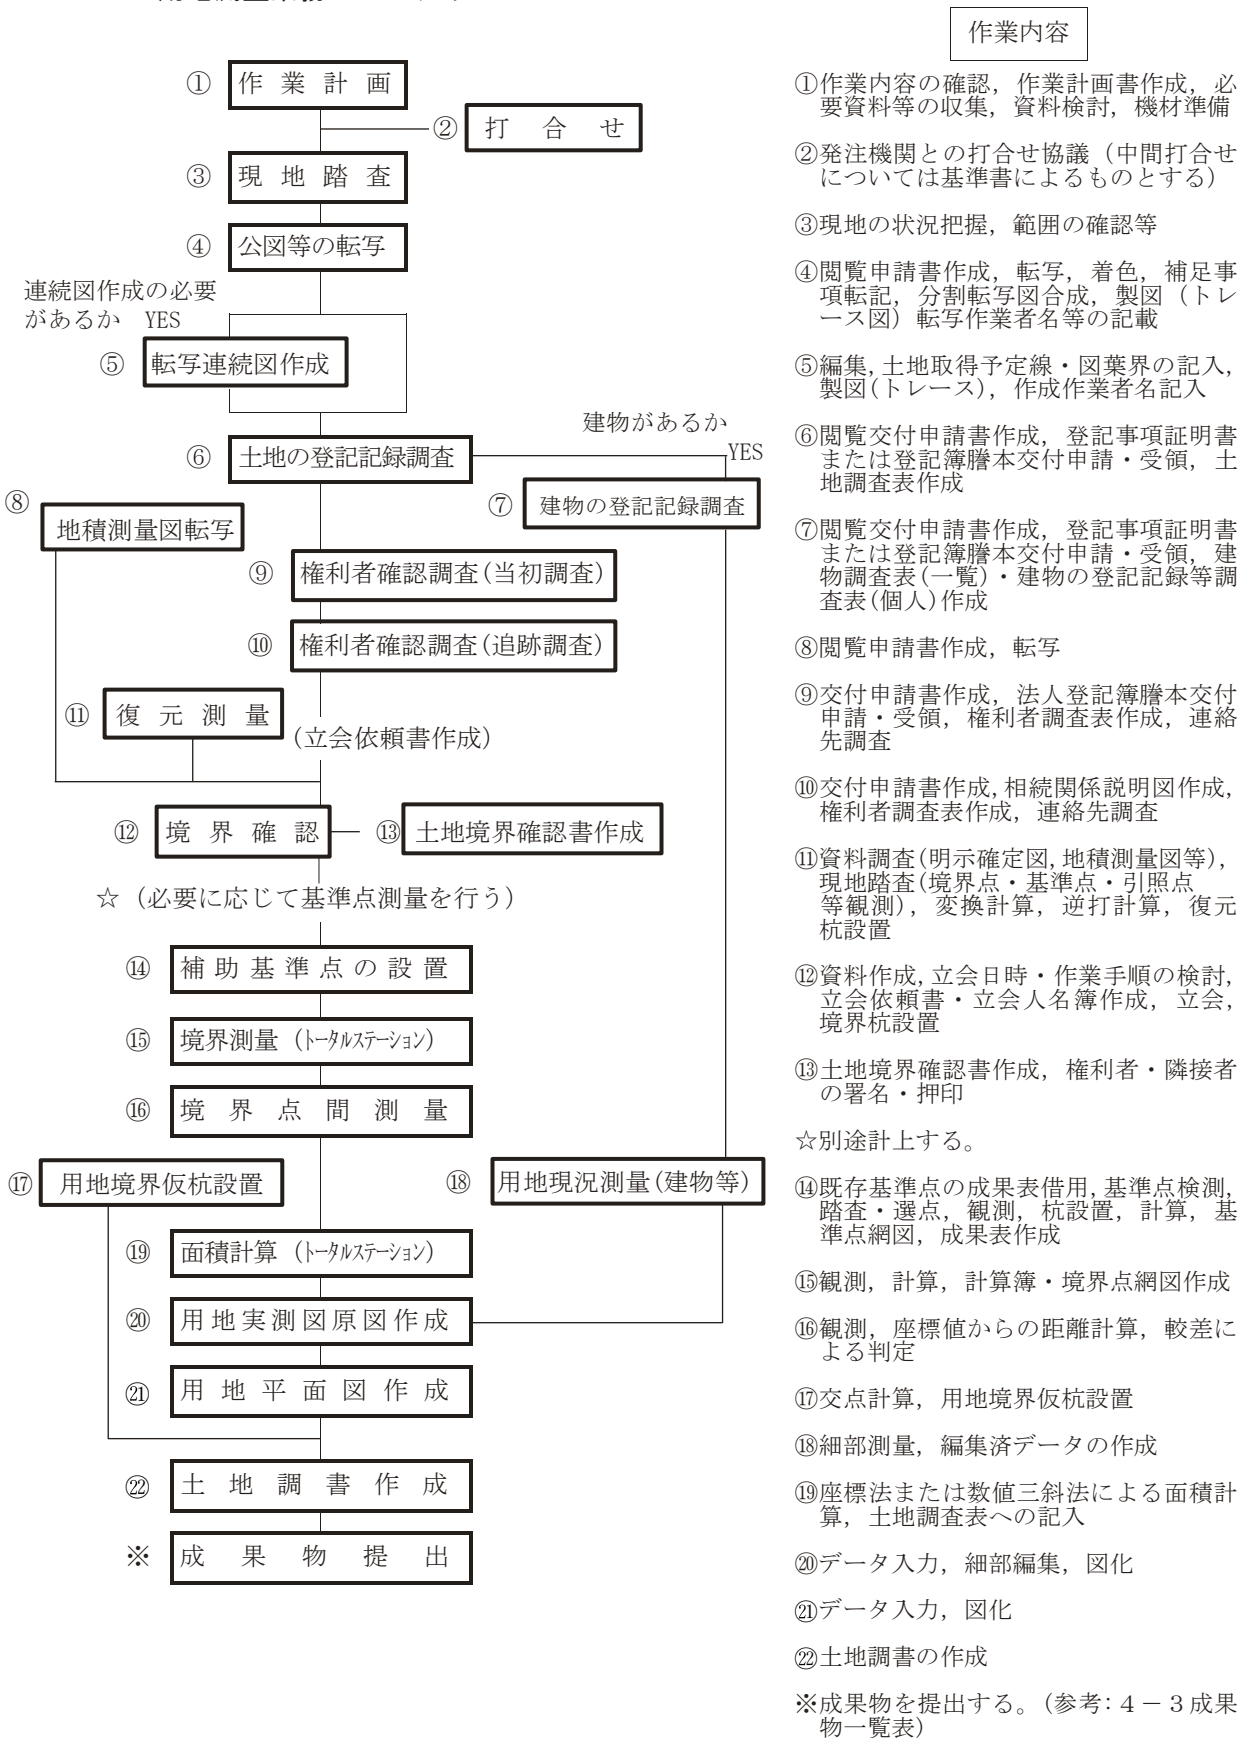 作業内容
① 作業計画
② 打合せ
③ 現地踏査
④ 公図等の転写
連続図作成の必要
があるか YES
⑤ 転写連続図作成
建物があるか
YES
⑥ 土地の登記記録調査
⑦ 建物の登記記録調査
⑧ 地積測量図転写
⑨ 権利者確認調査(当初調査)
⑩ 権利者確認調査(追跡調査)
⑪ 復元測量
(立会依頼書作成)
⑫ 境界確認
⑬ 土地境界確認書作成
☆(必要に応じて基準点測量を行う)
⑭ 補助基準点の設置
⑮ 境界測量(ﾄｰﾀﾙｽﾃｰｼｮﾝ)
⑯ 境界点間測量
⑰ 用地境界仮杭設置
⑱ 用地現況測量(建物等)
⑲ 面積計算(ﾄｰﾀﾙｽﾃｰｼｮﾝ)
⑳ 用地実測図原図作成
㉑ 用地平面図作成
㉒ 土地調書作成
※ 成果物提出
①作業内容の確認，作業計画書作成，必
要資料等の収集，資料検討，機材準備
②発注機関との打合せ協議（中間打合せ
については基準書によるものとする）
③現地の状況把握，範囲の確認等
④閲覧申請書作成，転写，着色，補足事
項転記，分割転写図合成，製図（トレ
ース図）転写作業者名等の記載
⑤編集,土地取得予定線・図葉界の記入,
製図(トレース)，作成作業者名記入
⑥閲覧交付申請書作成，登記事項証明書
または登記簿謄本交付申請・受領，土
地調査表作成
⑦閲覧交付申請書作成，登記事項証明書
または登記簿謄本交付申請・受領，建
物調査表(一覧)・建物の登記記録等調
査表(個人)作成
⑧閲覧申請書作成，転写
⑨交付申請書作成，法人登記簿謄本交付
申請・受領，権利者調査表作成，連絡
先調査
⑩交付申請書作成,相続関係説明図作成,
権利者調査表作成，連絡先調査
⑪資料調査(明示確定図,地積測量図等),
現地踏査(境界点・基準点・引照点
等観測)，変換計算，逆打計算，復元
杭設置
⑫資料作成,立会日時・作業手順の検討,
立会依頼書・立会人名簿作成，立会,
境界杭設置
⑬土地境界確認書作成，権利者・隣接者
の署名・押印
☆別途計上する。
⑭既存基準点の成果表借用,基準点検測,
踏査・選点，観測，杭設置，計算，基
準点網図，成果表作成
⑮観測，計算，計算簿・境界点網図作成
⑯観測，座標値からの距離計算，較差に
よる判定
⑰交点計算，用地境界仮杭設置
⑱細部測量，編集済データの作成
⑲座標法または数値三斜法による面積計
算，土地調査表への記入
⑳データ入力，細部編集，図化
㉑データ入力，図化
㉒土地調書の作成
※成果物を提出する。(参考:４－３成果
物一覧表)